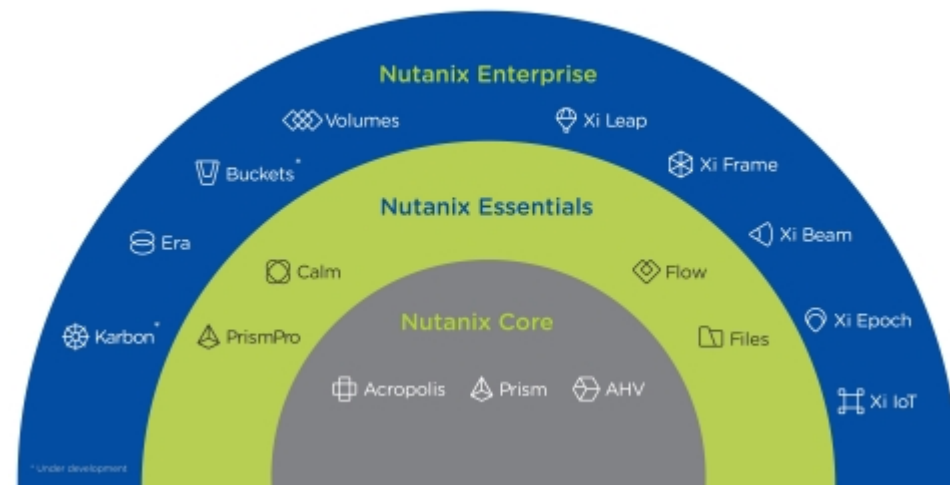 Nutanix Enterprise
Volumes
Xi Leap
Buckets*
Xi Frame
Nutanix Essentials
Era
Xi Beam
Calm
Flow
Nutanix Core
Xi Epoch
Karbon*
PrismPro
Files
Acropolis
Prism
AHV
Xi IoT
* Under development